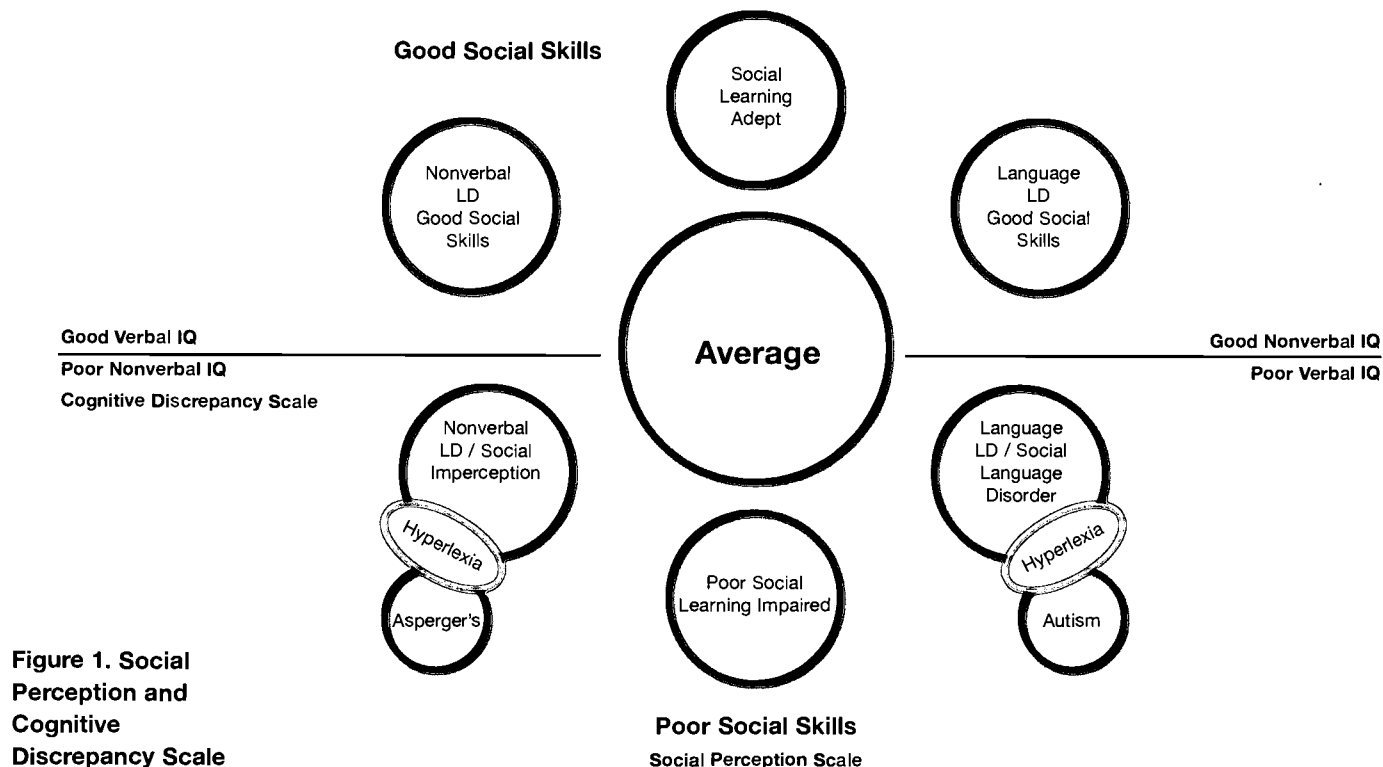 Good Social Skills
Social
Learning
Adept
Nonverbal
LD
Good Social
Skills
Language
LD
Good Social
Skills
Average
Good Verbal IQ
Poor Nonverbal IQ
Cognitive Discrepancy Scale
Good Nonverbal IQ
Poor Verbal IQ
Nonverbal
LD / Social
Imperception
Hyperlexia
Asperger's
Poor Social
Learning Impaired
Language
LD / Social
Language
Disorder
Hyperlexia
Autism
Figure 1. Social
Perception and
Cognitive
Discrepancy Scale
Poor Social Skills
Social Perception Scale